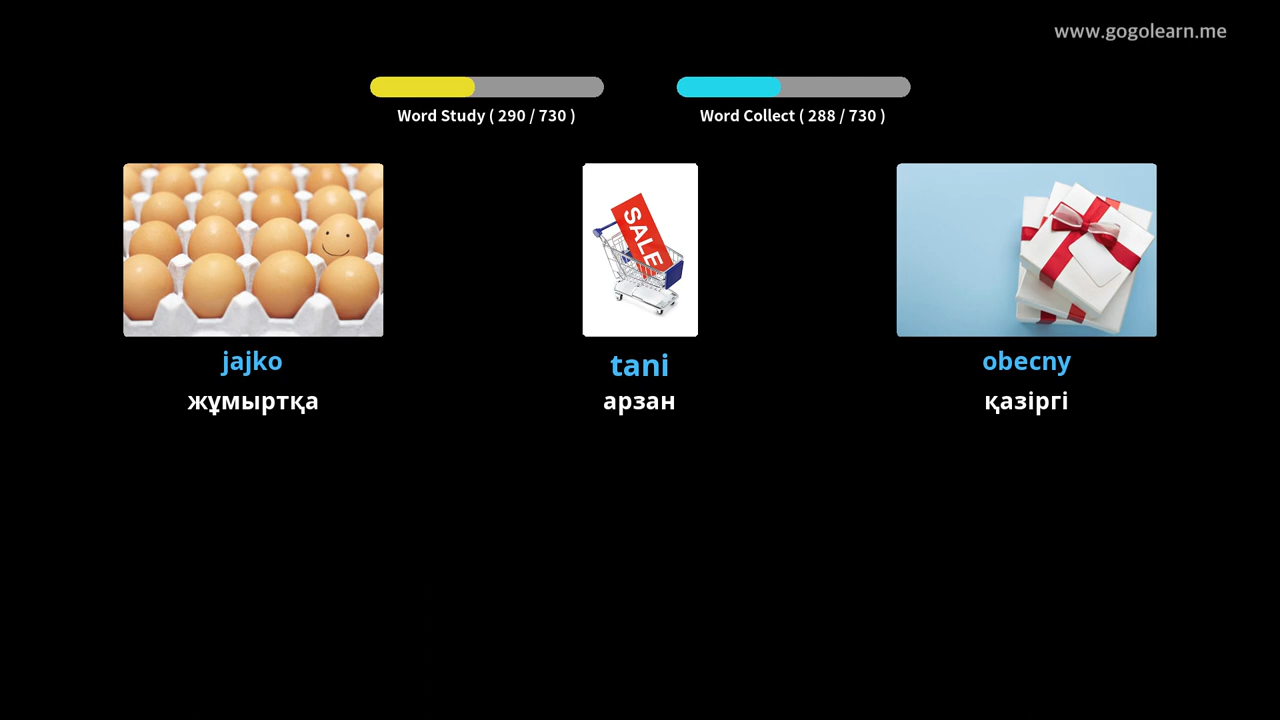 www.gogolearn.me
Word Study ( 290 / 730 )
Word Collect ( 288 / 730 )
SALE
jajko
tani
obecny
жұмыртқа
арзан
қазіргі